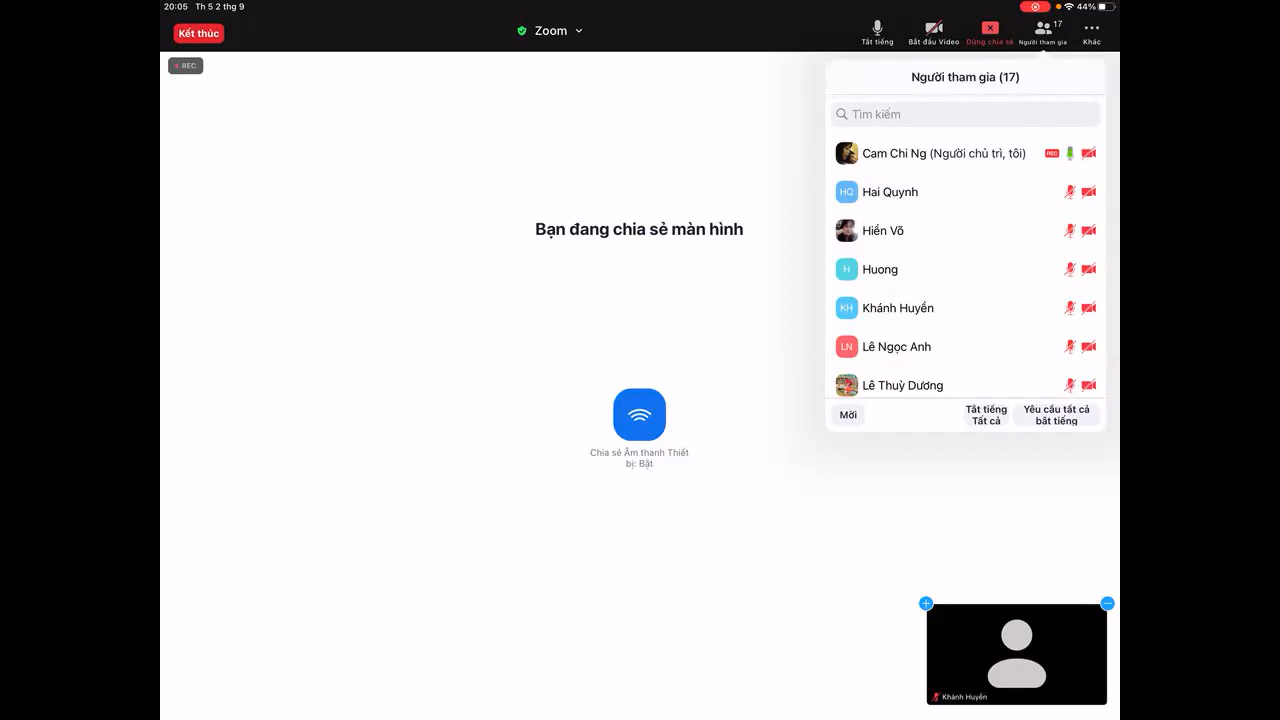 20:05 Th 5 2 thg 9
44%
Kết thúc
Zoom
Tắt tiếng
Bắt đầu Video
Dừng chia sẻ
17
Người tham gia
Khác
REC
Người tham gia (17)
Tìm kiếm
Cam Chi Ng (Người chủ trì, tôi)
REC
HQ Hai Quynh
Hiền Võ
H Huong
KH Khánh Huyền
LN Lê Ngọc Anh
Lê Thuỳ Dương
Mời
Tắt tiếng
Tất cả
Yêu cầu tất cả
bật tiếng
Bạn đang chia sẻ màn hình
Chia sẻ Âm thanh Thiết
bị: Bật
Khánh Huyền